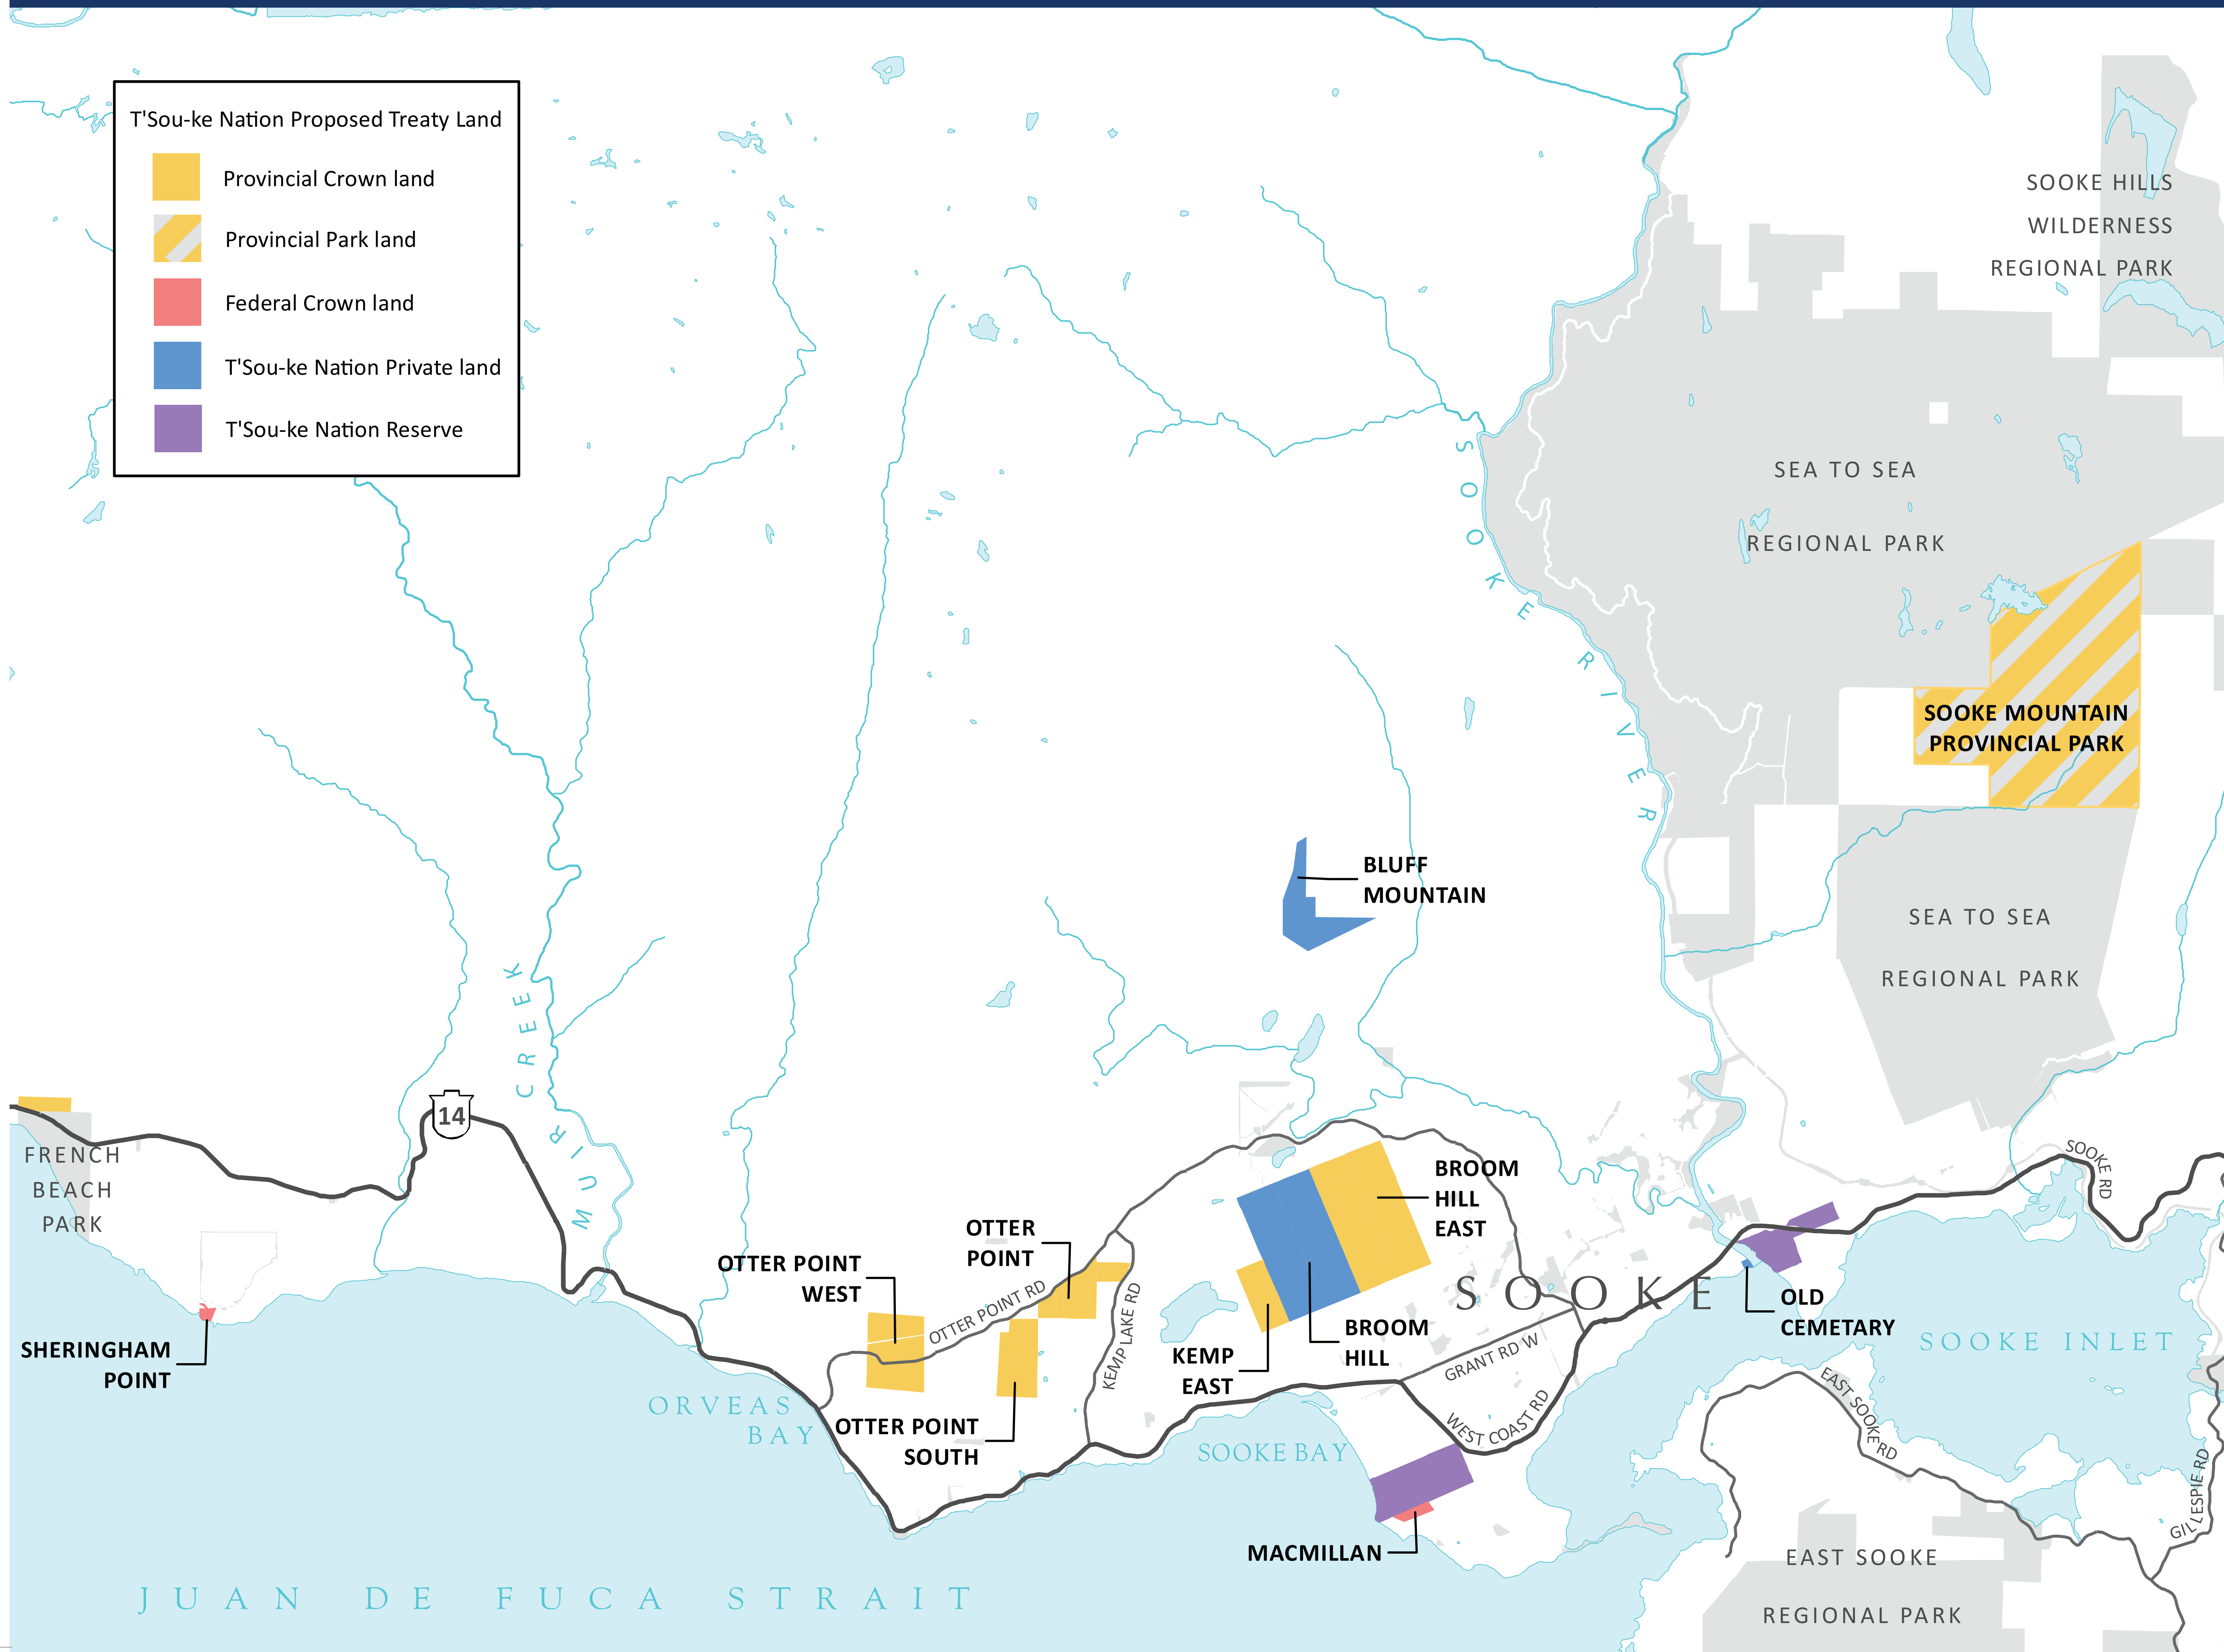 T'Sou-ke Nation Proposed Treaty Land
Provincial Crown land
Provincial Park land
Federal Crown land
T'Sou-ke Nation Private land
T'Sou-ke Nation Reserve
SOOKE HILLS
WILDERNESS
REGIONAL PARK
SEA TO SEA
REGIONAL PARK
SOOKE RIVER
SOOKE MOUNTAIN
PROVINCIAL PARK
BLUFF
MOUNTAIN
SEA TO SEA
REGIONAL PARK
MUIR CREEK
14
FRENCH
BEACH
PARK
SHERINGHAM
POINT
OTTER POINT
WEST
OTTER
POINT
OTTER POINT RD
KEMP LAKE RD
OTTER POINT
SOUTH
ORVEAS
BAY
BROOM
HILL
EAST
BROOM
HILL
KEMP
EAST
SOOKE
GRANT RD W
WEST COAST RD
SOOKE RD
OLD
CEMETARY
SOOKE INLET
EAST SOOKE RD
GILLESPIE RD
SOOKE BAY
MACMILLAN
EAST SOOKE
REGIONAL PARK
JUAN DE FUCA STRAIT